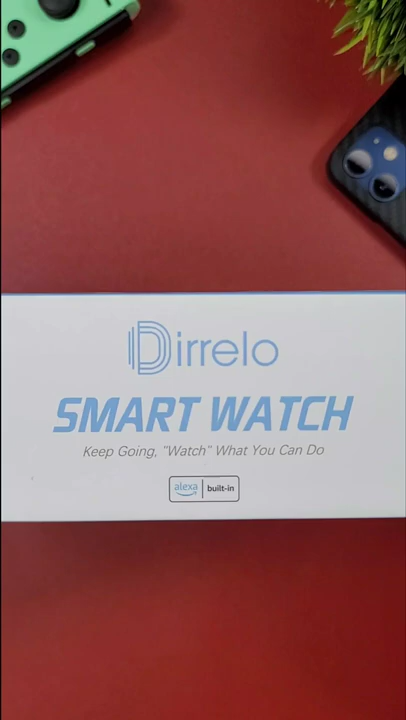 Dirrelo
SMART WATCH
Keep Going, "Watch" What You Can Do
alexa built-in